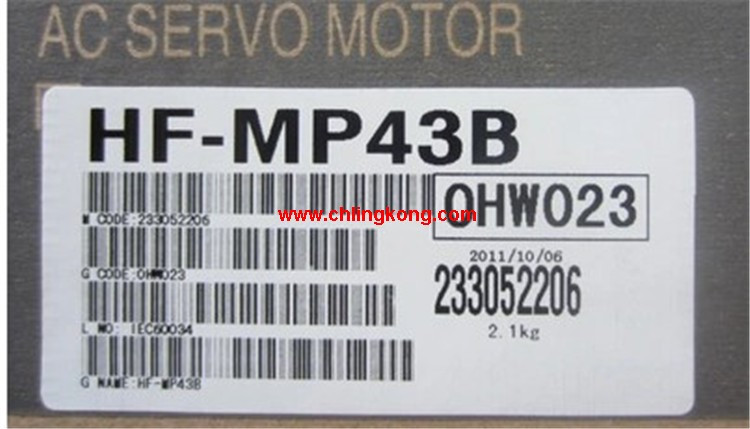 AC SERVO MOTOR
HF-MP43B
M CODE:233052206
OHW023
www.chlingkong.com
2011/10/06
G CODE:OHW023
233052206
L NO: IEC60034
2.1kg
G NAME:HF-MP43B